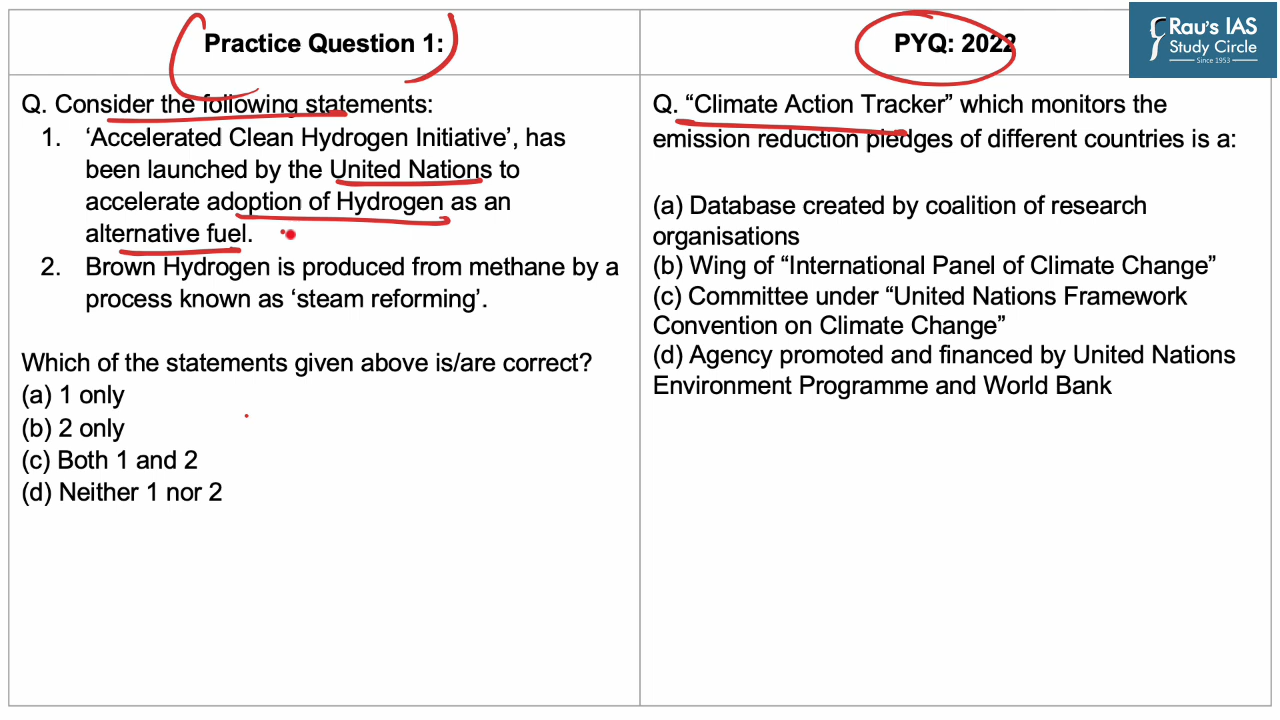 Practice Question 1:
Q. Consider the following statements:
1. ‘Accelerated Clean Hydrogen Initiative’, has
been launched by the United Nations to
accelerate adoption of Hydrogen as an
alternative fuel.
2. Brown Hydrogen is produced from methane by a
process known as ‘steam reforming’.
Which of the statements given above is/are correct?
(a) 1 only
(b) 2 only
(c) Both 1 and 2
(d) Neither 1 nor 2
PYQ: 2022
Q. “Climate Action Tracker” which monitors the
emission reduction pledges of different countries is a:
(a) Database created by coalition of research
organisations
(b) Wing of “International Panel of Climate Change”
(c) Committee under “United Nations Framework
Convention on Climate Change”
(d) Agency promoted and financed by United Nations
Environment Programme and World Bank
Rau's IAS
Study Circle
Since 1953